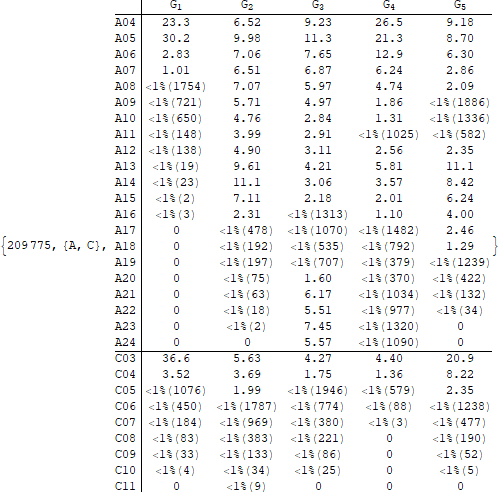 G1 G2 G3 G4 G5
A04 23.3 6.52 9.23 26.5 9.18
A05 30.2 9.98 11.3 21.3 8.70
A06 2.83 7.06 7.65 12.9 6.30
A07 1.01 6.51 6.87 6.24 2.86
A08 <1%(1754) 7.07 5.97 4.74 2.09
A09 <1%(721) 5.71 4.97 1.86 <1%(1886)
A10 <1%(650) 4.76 2.84 1.31 <1%(1336)
A11 <1%(148) 3.99 2.91 <1%(1025) <1%(582)
A12 <1%(138) 4.90 3.11 2.56 2.35
A13 <1%(19) 9.61 4.21 5.81 11.1
A14 <1%(23) 11.1 3.06 3.57 8.42
A15 <1%(2) 7.11 2.18 2.01 6.24
A16 <1%(3) 2.31 <1%(1313) 1.10 4.00
A17 0 <1%(478) <1%(1070) <1%(1482) 2.46
{209775, {A, C}, A18 0 <1%(192) <1%(535) <1%(792) 1.29 }
A19 0 <1%(197) <1%(707) <1%(379) <1%(1239)
A20 0 <1%(75) 1.60 <1%(370) <1%(422)
A21 0 <1%(63) 6.17 <1%(1034) <1%(132)
A22 0 <1%(18) 5.51 <1%(977) <1%(34)
A23 0 <1%(2) 7.45 <1%(1320) 0
A24 0 0 5.57 <1%(1090) 0
C03 36.6 5.63 4.27 4.40 20.9
C04 3.52 3.69 1.75 1.36 8.22
C05 <1%(1076) 1.99 <1%(1946) <1%(579) 2.35
C06 <1%(450) <1%(1787) <1%(774) <1%(88) <1%(1238)
C07 <1%(184) <1%(969) <1%(380) <1%(3) <1%(477)
C08 <1%(83) <1%(383) <1%(221) 0 <1%(190)
C09 <1%(33) <1%(133) <1%(86) 0 <1%(52)
C10 <1%(4) <1%(34) <1%(25) 0 <1%(5)
C11 0 <1%(9) 0 0 0